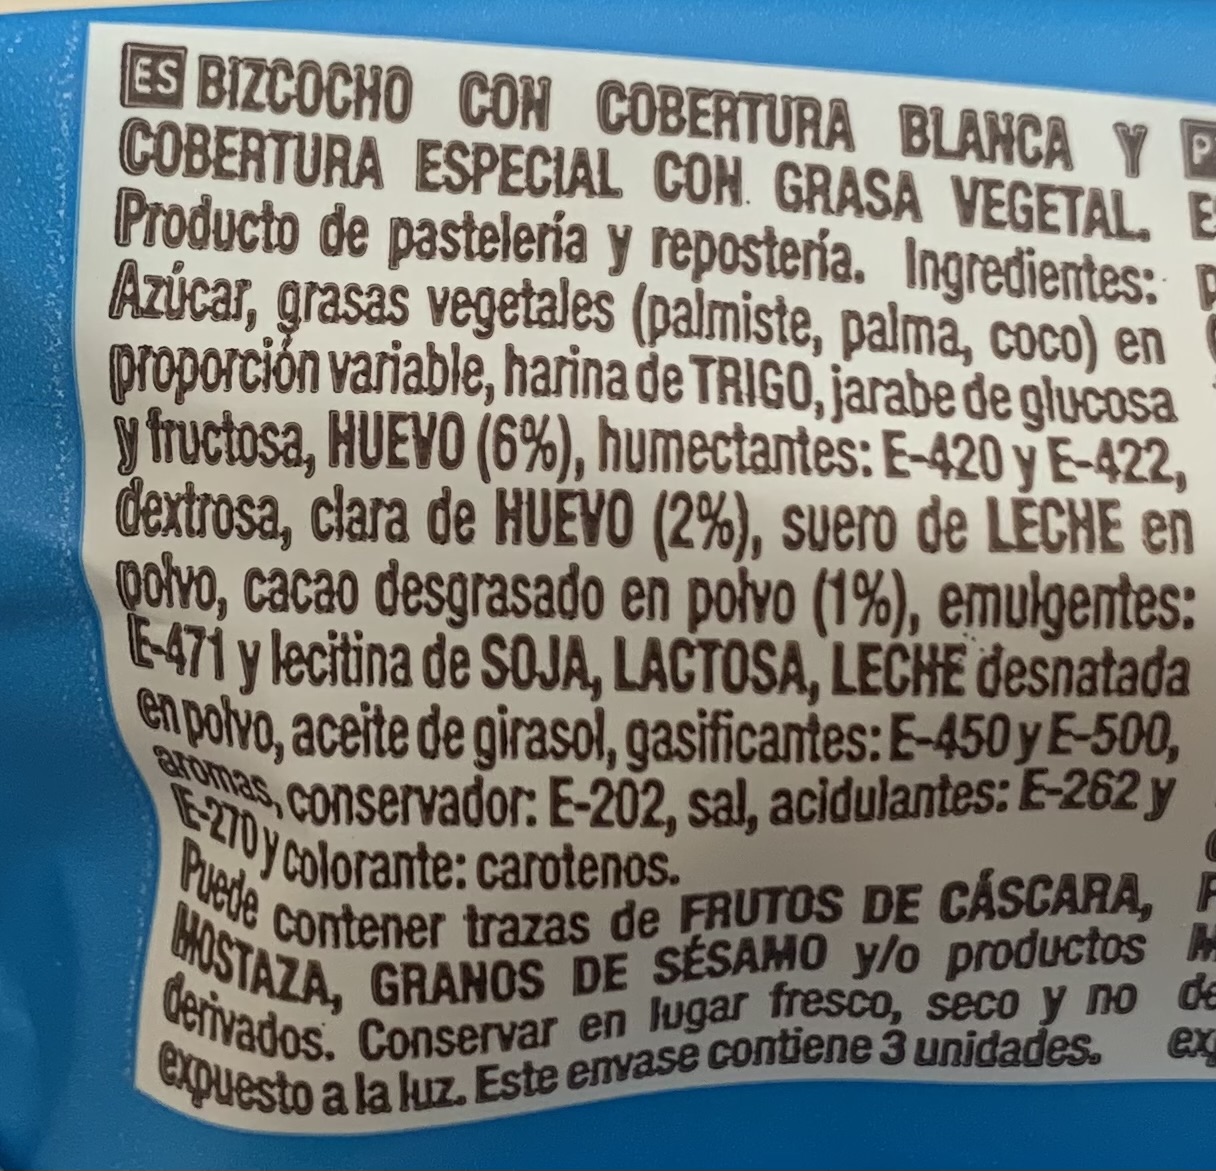 ES BIZCOCHO CON COBERTURA BLANCA Y
COBERTURA ESPECIAL CON GRASA VEGETAL.
Producto de pastelería y repostería. Ingredientes:
Azúcar, grasas vegetales (palmiste, palma, coco) en
proporción variable, harina de TRIGO, jarabe de glucosa
y fructosa, HUEVO (6%), humectantes: E-420 y E-422,
dextrosa, clara de HUEVO (2%), suero de LECHE en
polvo, cacao desgrasado en polvo (1%), emulgentes:
E-471 y lecitina de SOJA, LACTOSA, LECHE desnatada
en polvo, aceite de girasol, gasificantes: E-450 y E-500,
aromas, conservador: E-202, sal, acidulantes: E-262 y
E-270 y colorante: carotenos.
Puede contener trazas de FRUTOS DE CÁSCARA,
MOSTAZA, GRANOS DE SÉSAMO y/o productos
derivados. Conservar en lugar fresco, seco y no
expuesto a la luz. Este envase contiene 3 unidades.